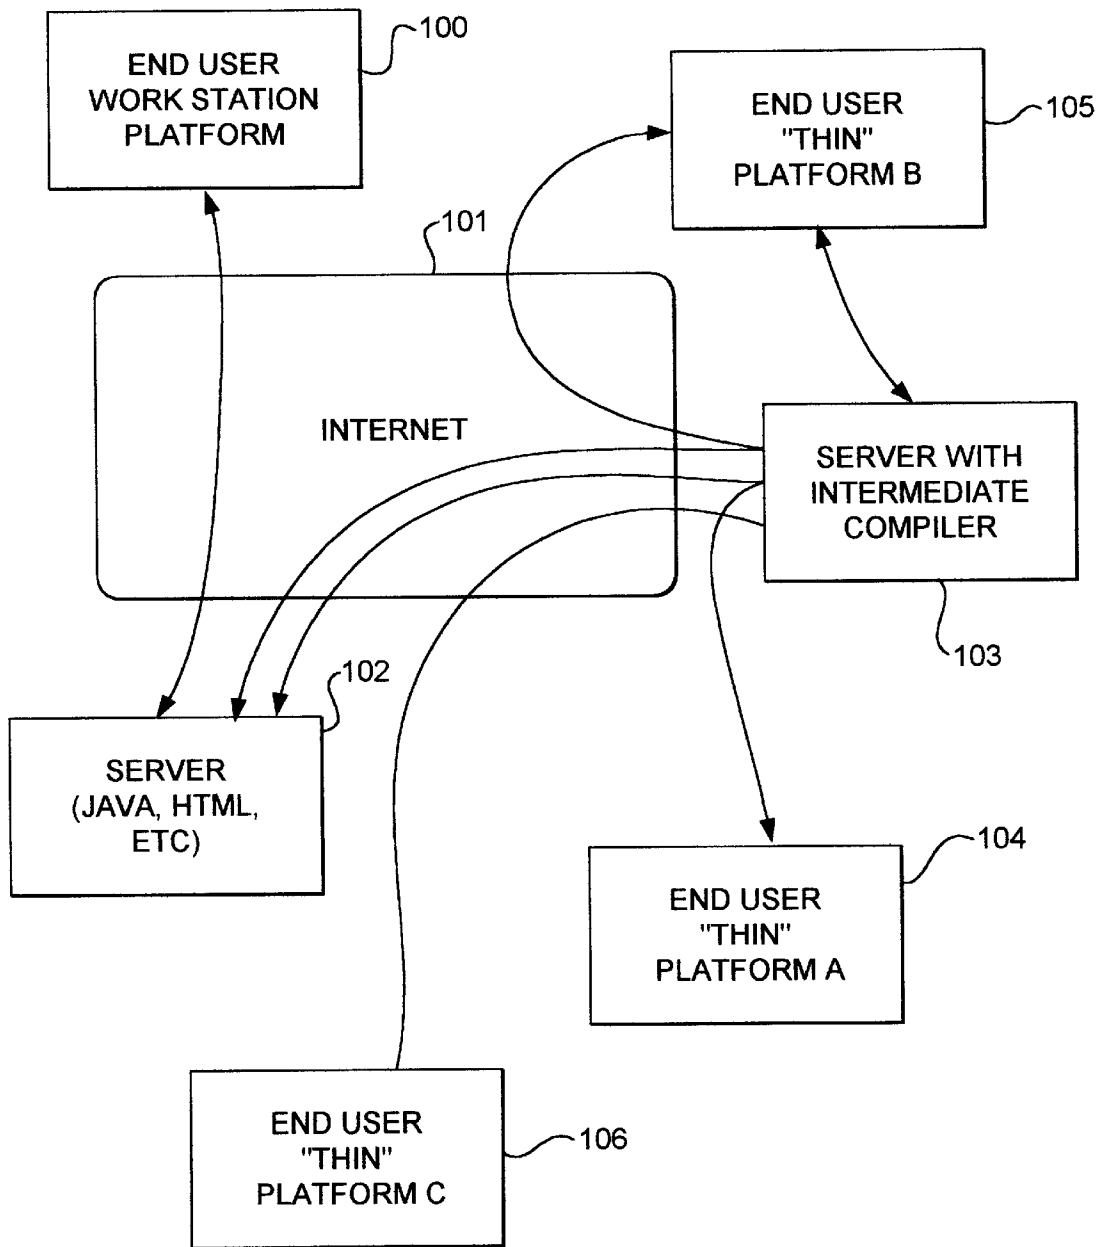 100
END USER
WORK STATION
PLATFORM
END USER
"THIN"
PLATFORM B
105
101
INTERNET
SERVER WITH
INTERMEDIATE
COMPILER
103
102
SERVER
(JAVA, HTML,
ETC)
104
END USER
"THIN"
PLATFORM A
END USER
"THIN"
PLATFORM C
106